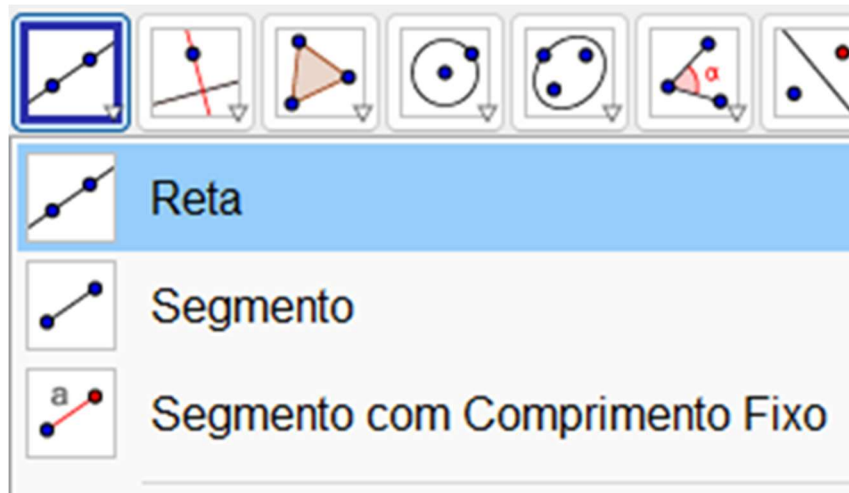 α
Reta
Segmento
a
Segmento com Comprimento Fixo